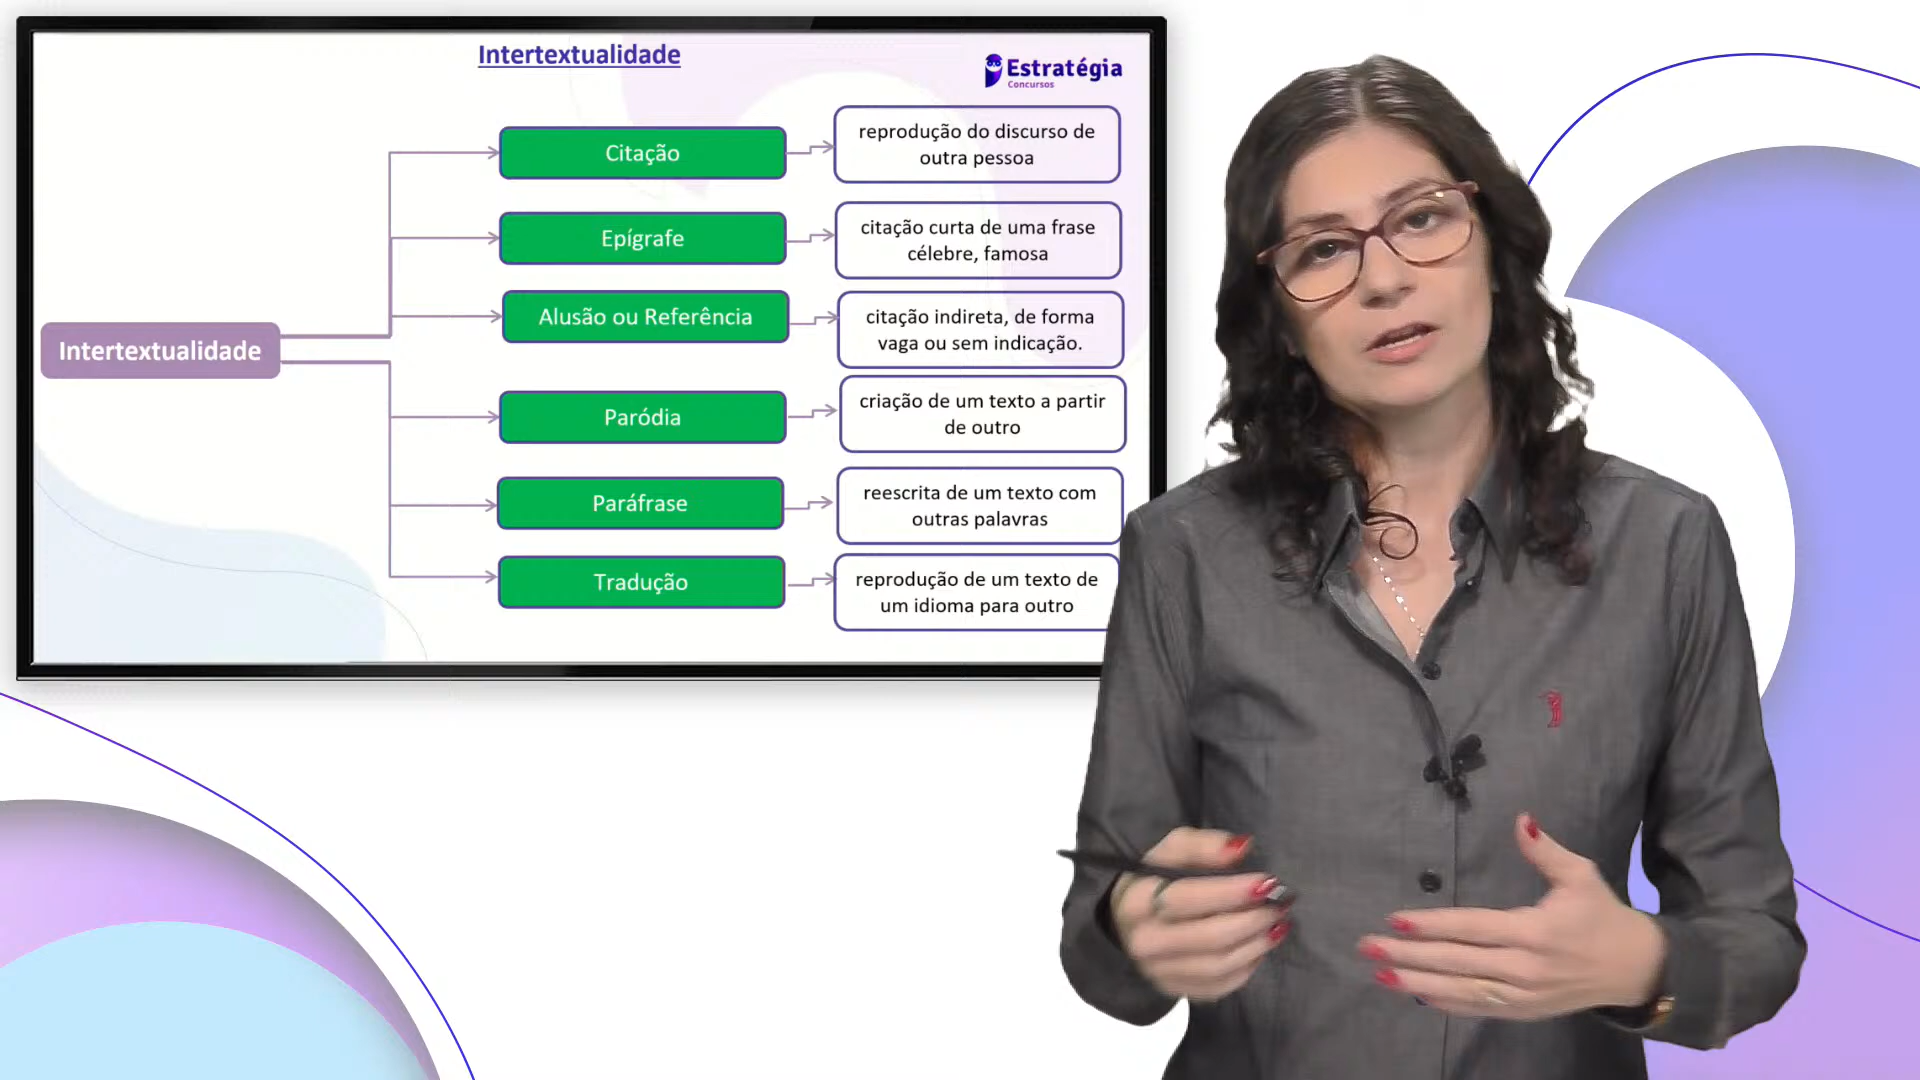 Intertextualidade
Estratégia
Concursos
Intertextualidade
Citação
reprodução do discurso de
outra pessoa
Epígrafe
citação curta de uma frase
célebre, famosa
Alusão ou Referência
citação indireta, de forma
vaga ou sem indicação.
Paródia
criação de um texto a partir
de outro
Paráfrase
reescrita de um texto com
outras palavras
Tradução
reprodução de um texto de
um idioma para outro